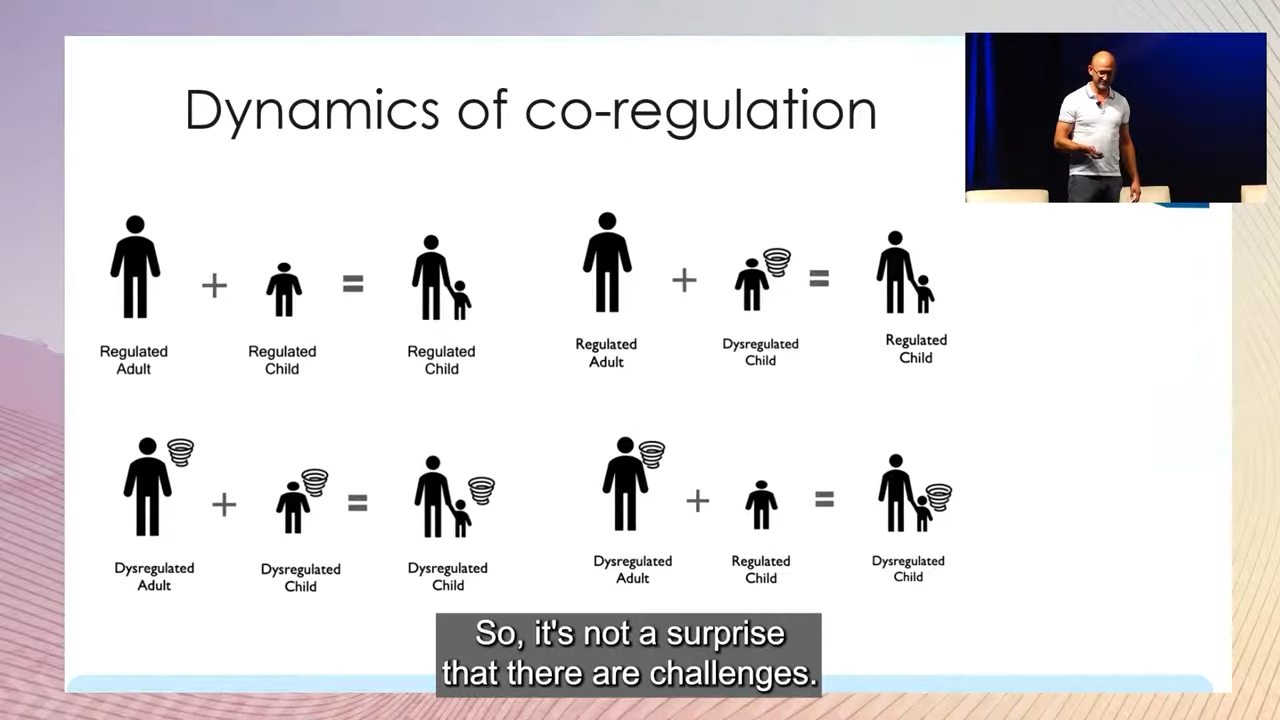 Dynamics of co-regulation
+
=
+
=
Regulated
Adult
Regulated
Child
Regulated
Child
Regulated
Adult
Dysregulated
Child
Regulated
Child
+
=
+
=
Dysregulated
Adult
Dysregulated
Child
Dysregulated
Child
Dysregulated
Adult
Regulated
Child
Dysregulated
Child
So, it's not a surprise
that there are challenges.